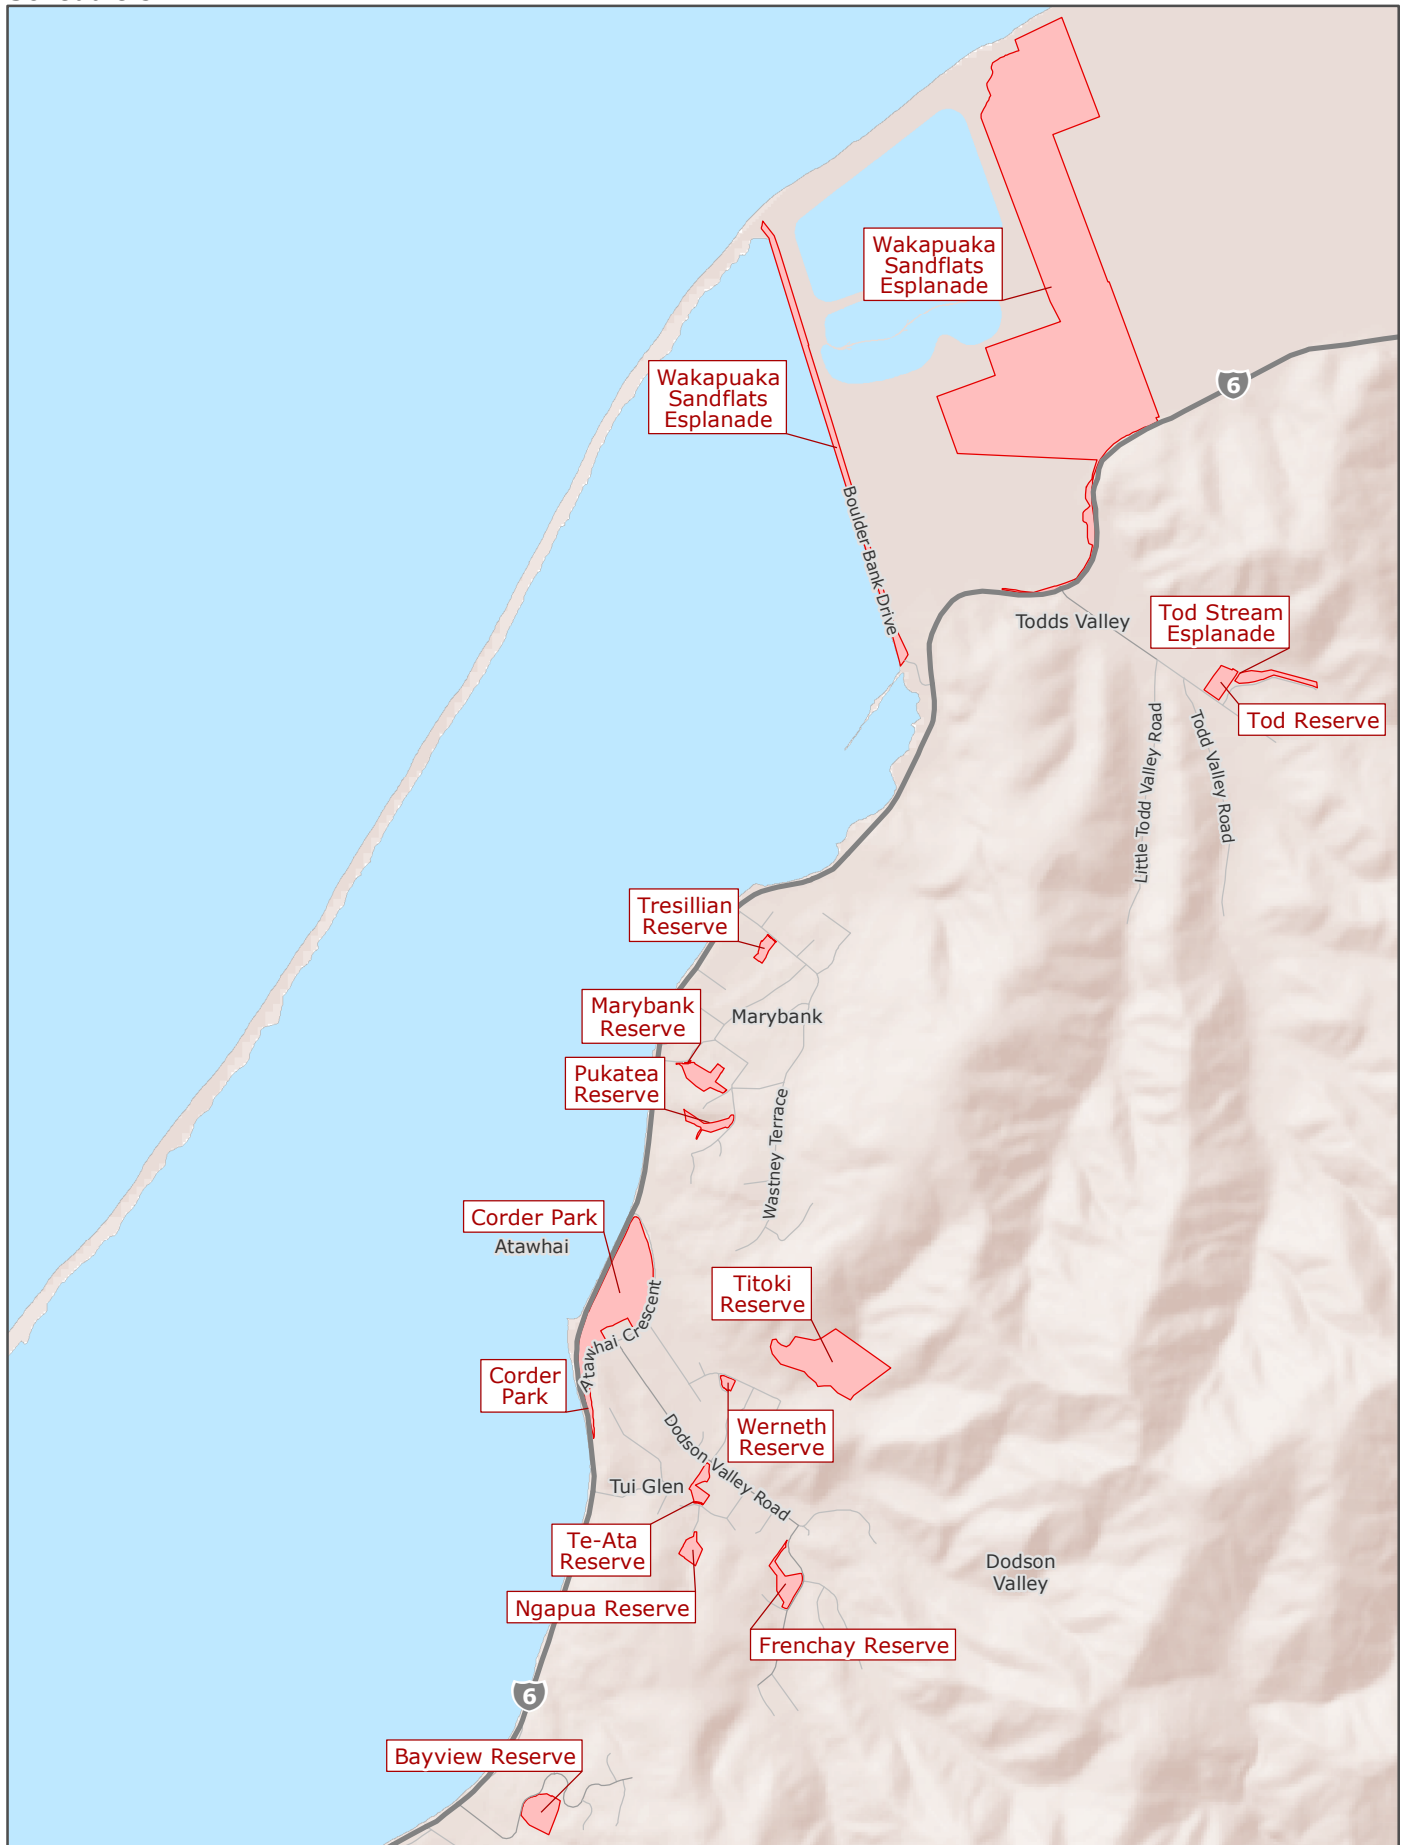 Wakapuaka
Sandflats
Esplanade
Wakapuaka
Sandflats
Esplanade
6
Boulder Bank Drive
Todds Valley
Tod Stream
Esplanade
Tod Reserve
Little Todd Valley Road
Todd Valley Road
Tresillian
Reserve
Marybank
Reserve
Marybank
Pukatea
Reserve
Wastney Terrace
Corder Park
Atawhai
Titoki
Reserve
Atawhai Crescent
Corder
Park
Werneth
Reserve
Dodson Valley Road
Tui Glen
Te-Ata
Reserve
Dodson
Valley
Ngapua Reserve
Frenchay Reserve
6
Bayview Reserve